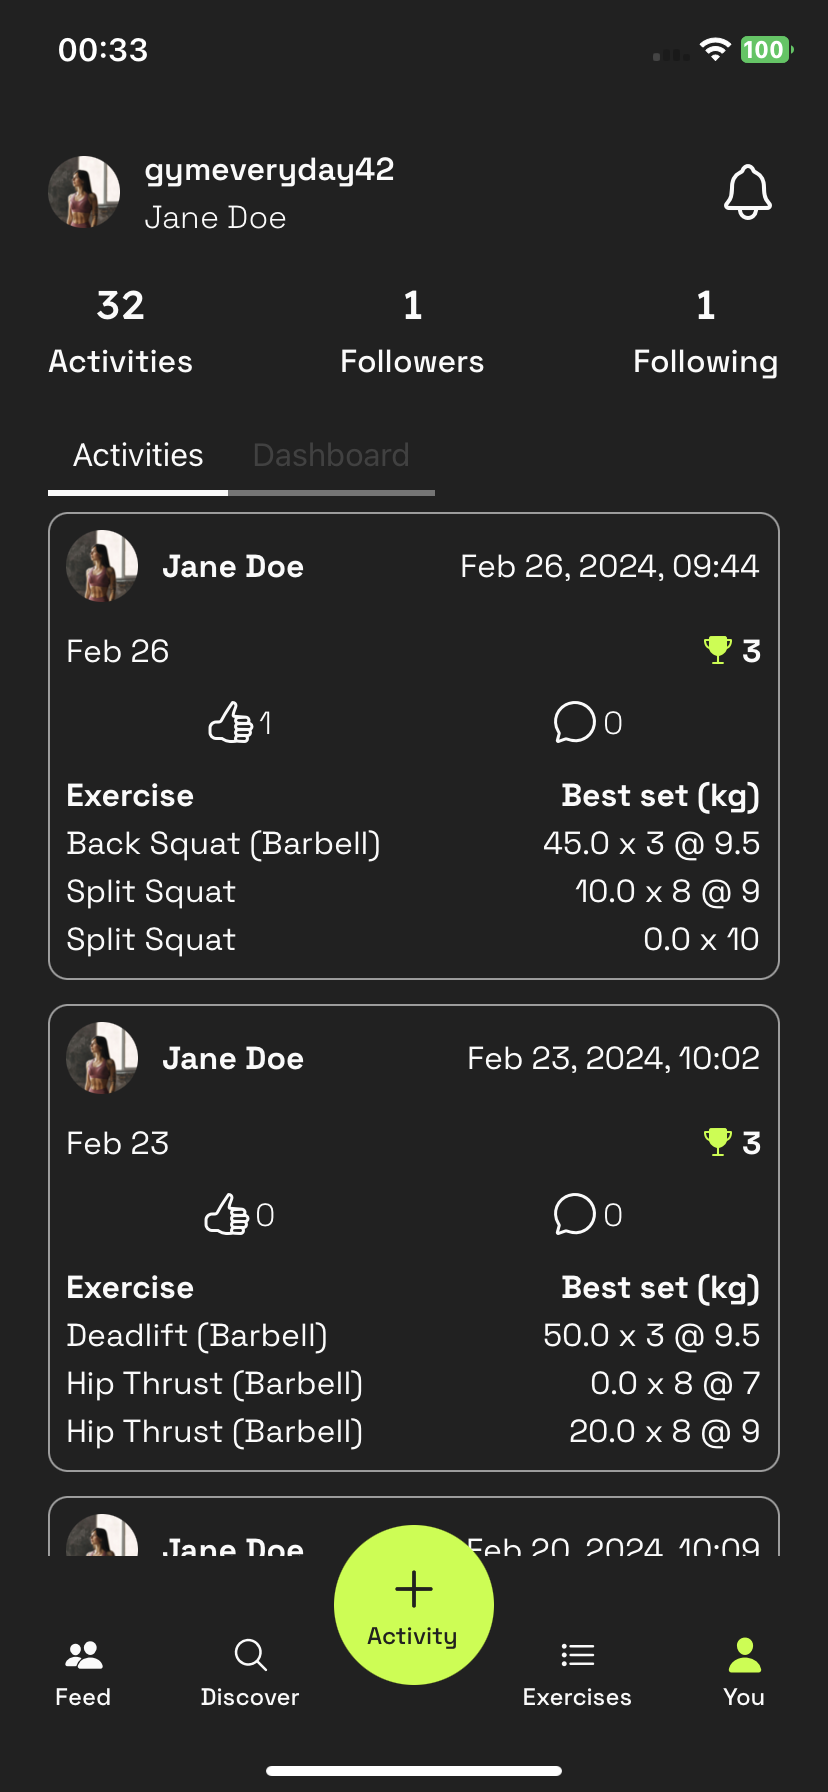 00:33
100
gymeveryday42
Jane Doe
32 1 1
Activities Followers Following
Activities Dashboard
Jane Doe Feb 26, 2024, 09:44
Feb 26 3
1 0
Exercise Best set (kg)
Back Squat (Barbell) 45.0 x 3 @ 9.5
Split Squat 10.0 x 8 @ 9
Split Squat 0.0 x 10
Jane Doe Feb 23, 2024, 10:02
Feb 23 3
0 0
Exercise Best set (kg)
Deadlift (Barbell) 50.0 x 3 @ 9.5
Hip Thrust (Barbell) 0.0 x 8 @ 7
Hip Thrust (Barbell) 20.0 x 8 @ 9
Jane Doe Feb 20, 2024, 10:09
Activity
Feed Discover Exercises You